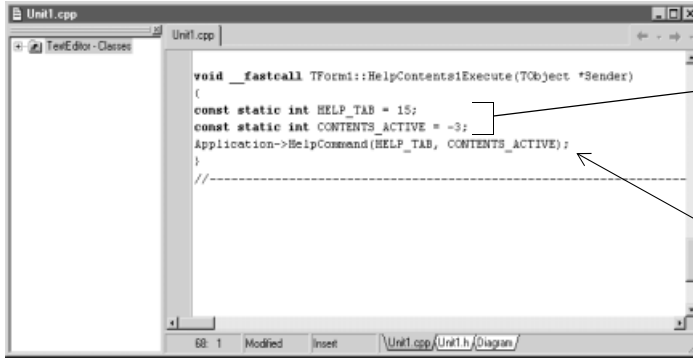 Unit1.cpp
TextEditor - Classes
Unit1.cpp
void __fastcall TForm1::HelpContents1Execute(TObject *Sender)
{
const static int HELP_TAB = 15;
const static int CONTENTS_ACTIVE = -3;
Application->HelpCommand(HELP_TAB, CONTENTS_ACTIVE);
}
//---------------------------------------------------------------------------
68: 1 Modified Insert Unit1.cpp Unit1.h Diagram